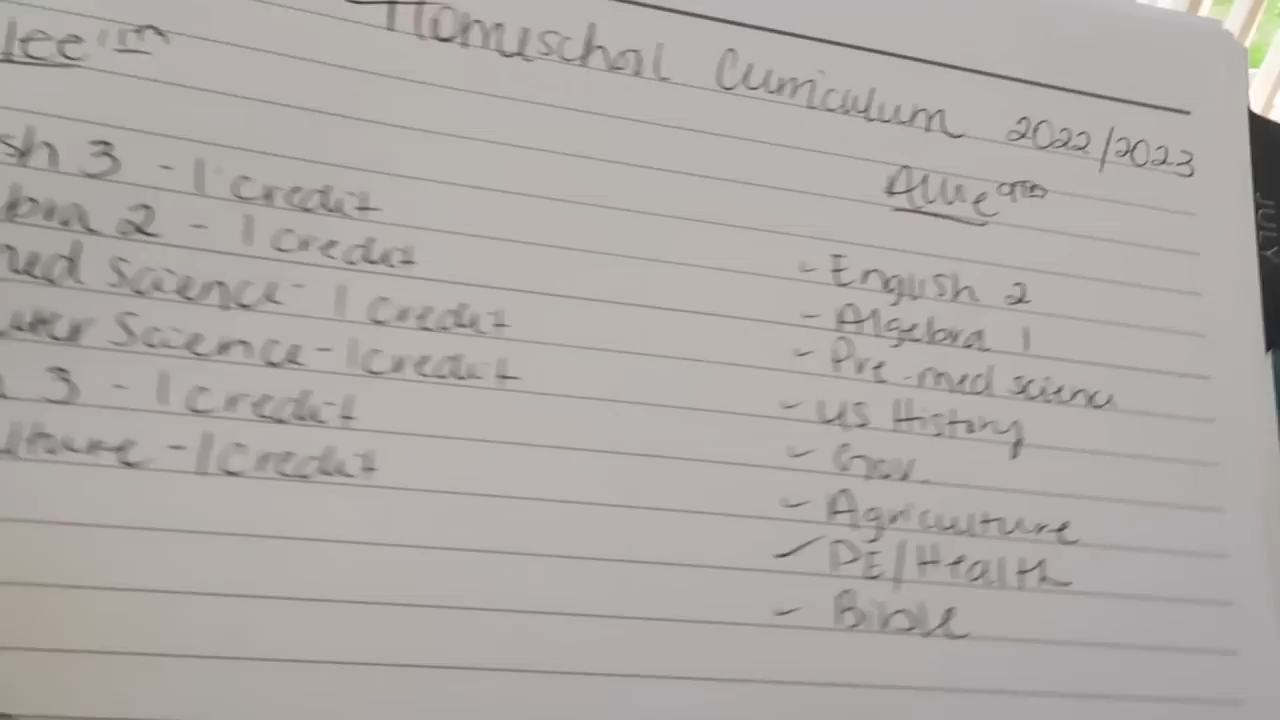 Homeschool Curriculum 2022/2023
lee 11th
Allie 9th
sh 3 - 1 credit
bra 2 - 1 credit
med science - 1 credit
Science - 1 credit
3 - 1 credit
lture - 1 credit
- English 2
- Algebra 1
- Pre-med science
- US History
- Gov.
- Agriculture
- PE/Health
- Bible
JULY